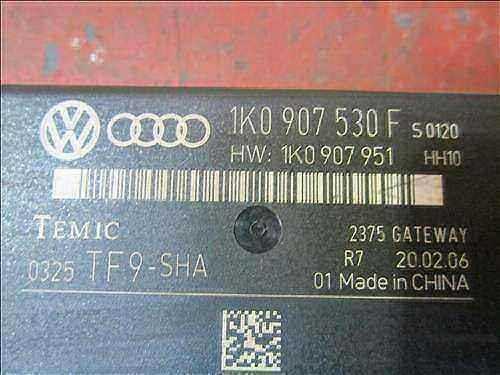 1K0 907 530 F S 0120
HW: 1K0 907 951 HH10
TEMIC
2375 GATEWAY
0325 TF9-SHA
R7 20.02.06
01 Made in CHINA